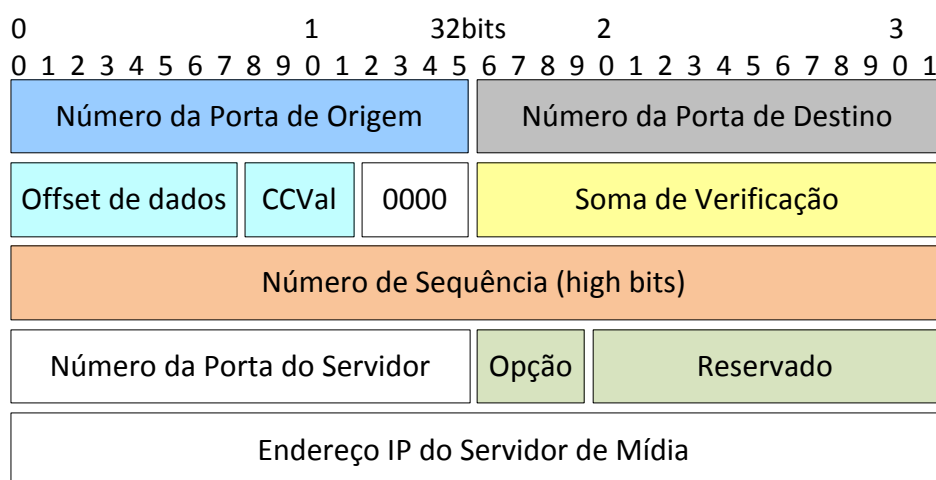 0 1 32bits 2 3
0 1 2 3 4 5 6 7 8 9 0 1 2 3 4 5 6 7 8 9 0 1 2 3 4 5 6 7 8 9 0 1
Número da Porta de Origem Número da Porta de Destino
Offset de dados CCVal 0000 Soma de Verificação
Número de Sequência (high bits)
Número da Porta do Servidor Opção Reservado
Endereço IP do Servidor de Mídia